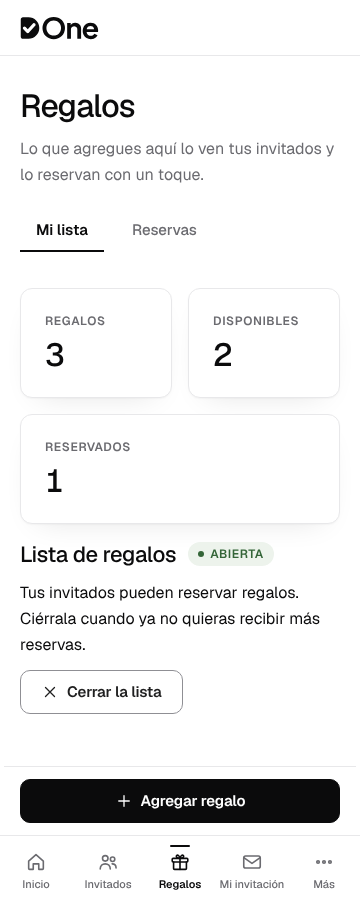 DOne
Regalos
Lo que agregues aquí lo ven tus invitados y
lo reservan con un toque.
Mi lista
Reservas
REGALOS
3
DISPONIBLES
2
RESERVADOS
1
Lista de regalos
ABIERTA
Tus invitados pueden reservar regalos.
Ciérrala cuando ya no quieras recibir más
reservas.
Cerrar la lista
Agregar regalo
Inicio
Invitados
Regalos
Mi invitación
Más